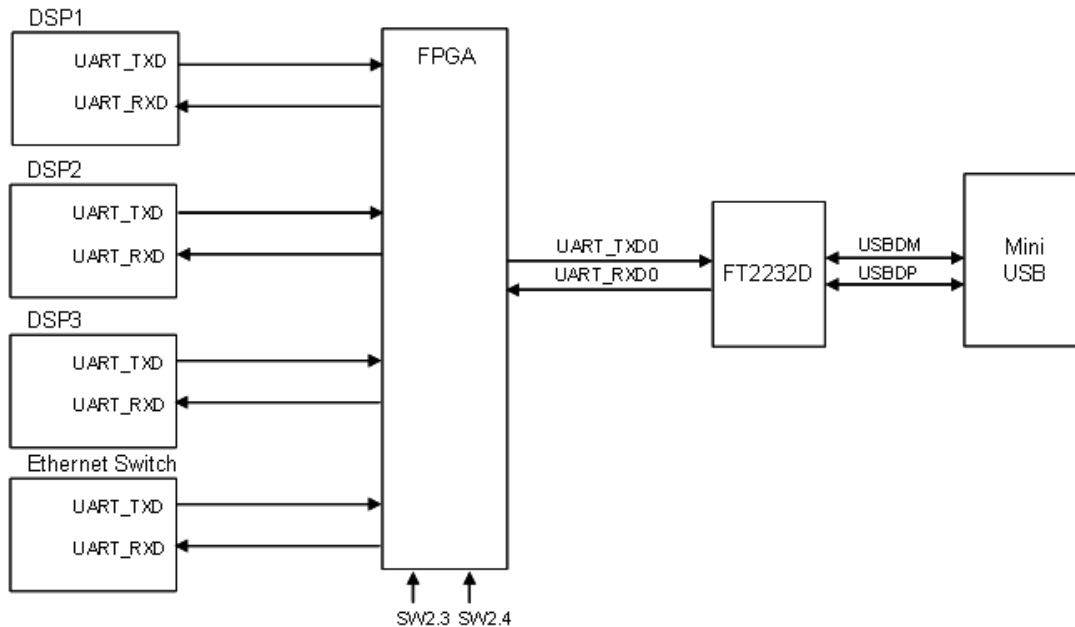 DSP1
UART_TXD
UART_RXD
FPGA
DSP2
UART_TXD
UART_RXD
UART_TXD0
UART_RXD0
FT2232D
USBDM
USBDP
Mini
USB
DSP3
UART_TXD
UART_RXD
Ethernet Switch
UART_TXD
UART_RXD
SW2.3 SW2.4